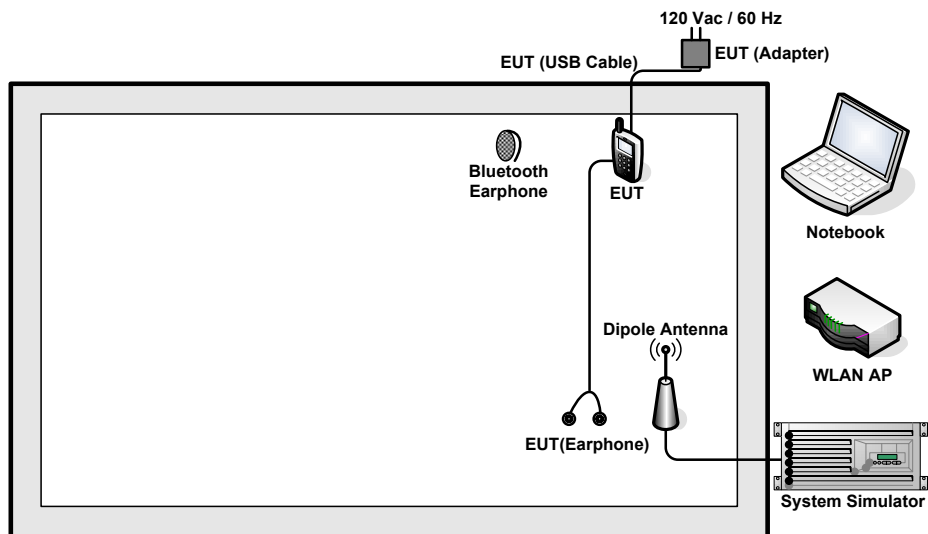 120 Vac / 60 Hz
EUT (Adapter)
EUT (USB Cable)
Bluetooth
Earphone
EUT
Notebook
Dipole Antenna
WLAN AP
EUT(Earphone)
System Simulator